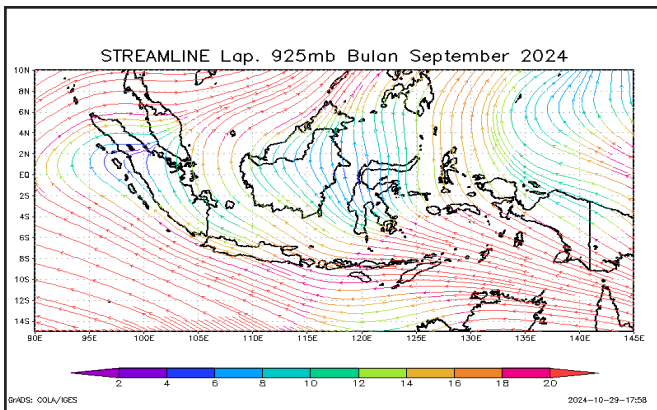 STREAMLINE Lap. 925mb Bulan September 2024
10N
8N
6N
4N
2N
EQ
2S
4S
6S
8S
10S
12S
14S
90E 95E 100E 105E 110E 115E 120E 125E 130E 135E 140E 145E
2 4 6 8 10 12 14 16 18 20
GrADS: COLA/IGES 2024-10-29-17:58